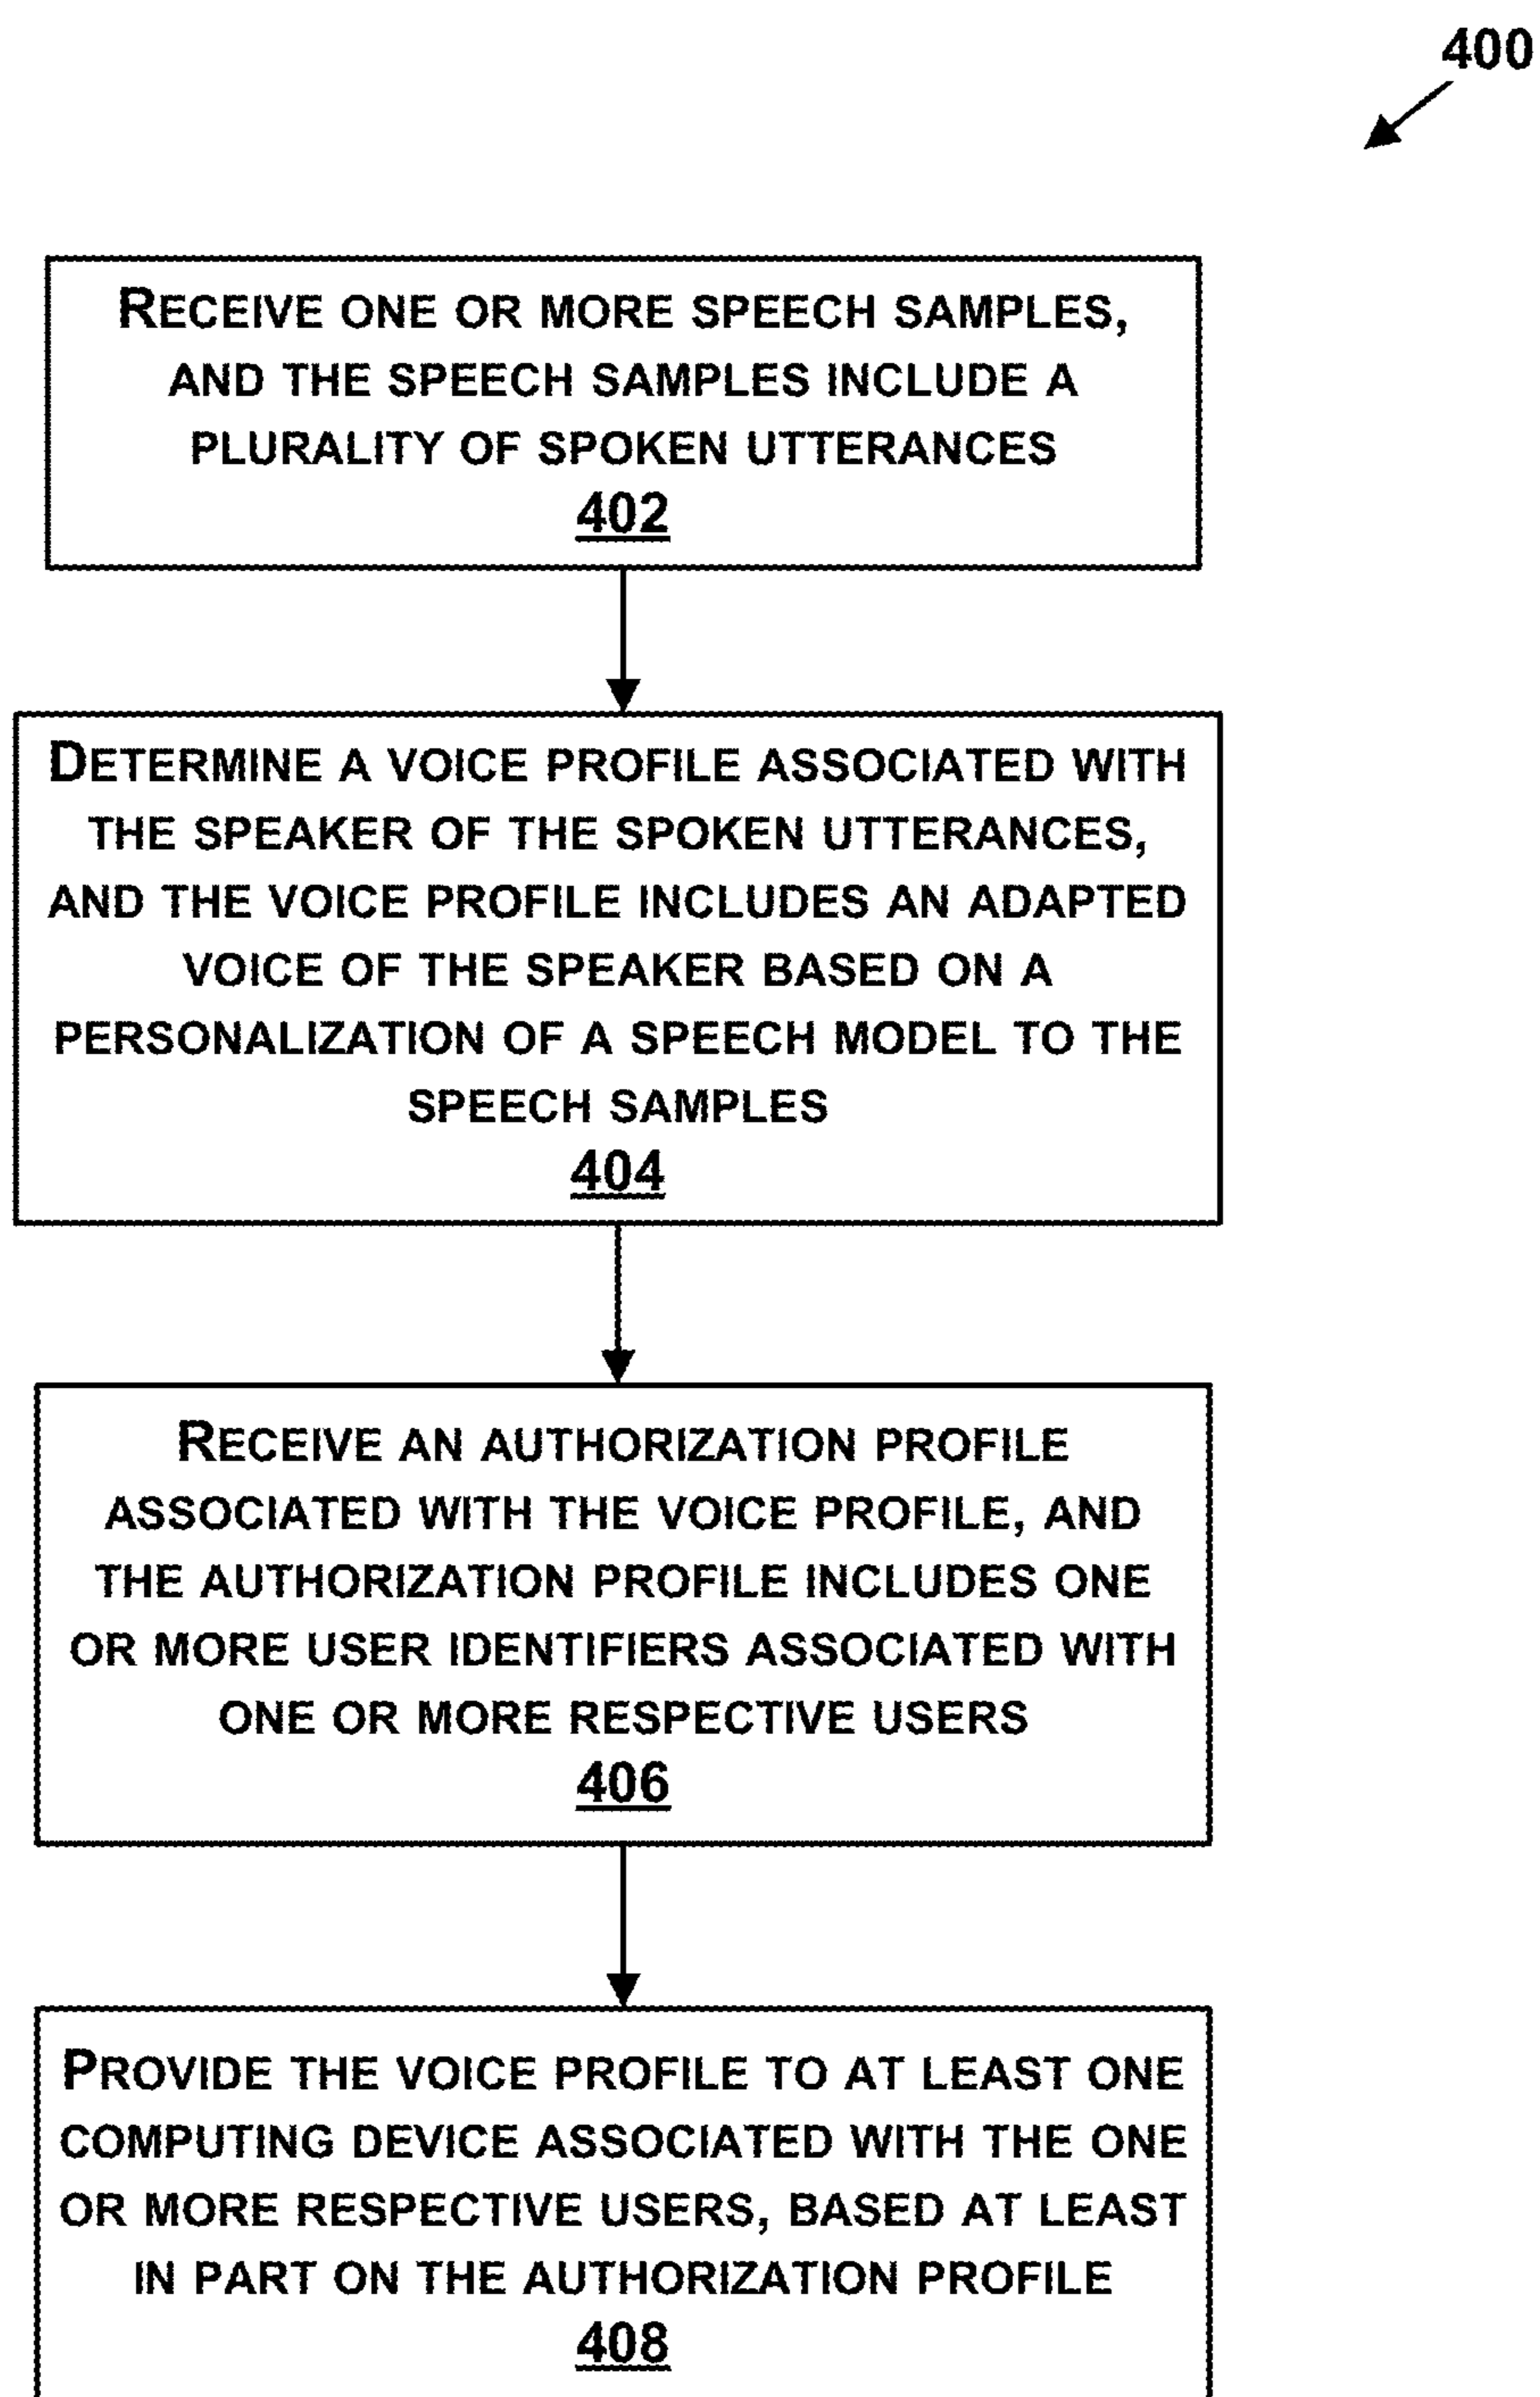 400
RECEIVE ONE OR MORE SPEECH SAMPLES,
AND THE SPEECH SAMPLES INCLUDE A
PLURALITY OF SPOKEN UTTERANCES
402
DETERMINE A VOICE PROFILE ASSOCIATED WITH
THE SPEAKER OF THE SPOKEN UTTERANCES,
AND THE VOICE PROFILE INCLUDES AN ADAPTED
VOICE OF THE SPEAKER BASED ON A
PERSONALIZATION OF A SPEECH MODEL TO THE
SPEECH SAMPLES
404
RECEIVE AN AUTHORIZATION PROFILE
ASSOCIATED WITH THE VOICE PROFILE, AND
THE AUTHORIZATION PROFILE INCLUDES ONE
OR MORE USER IDENTIFIERS ASSOCIATED WITH
ONE OR MORE RESPECTIVE USERS
406
PROVIDE THE VOICE PROFILE TO AT LEAST ONE
COMPUTING DEVICE ASSOCIATED WITH THE ONE
OR MORE RESPECTIVE USERS, BASED AT LEAST
IN PART ON THE AUTHORIZATION PROFILE
408